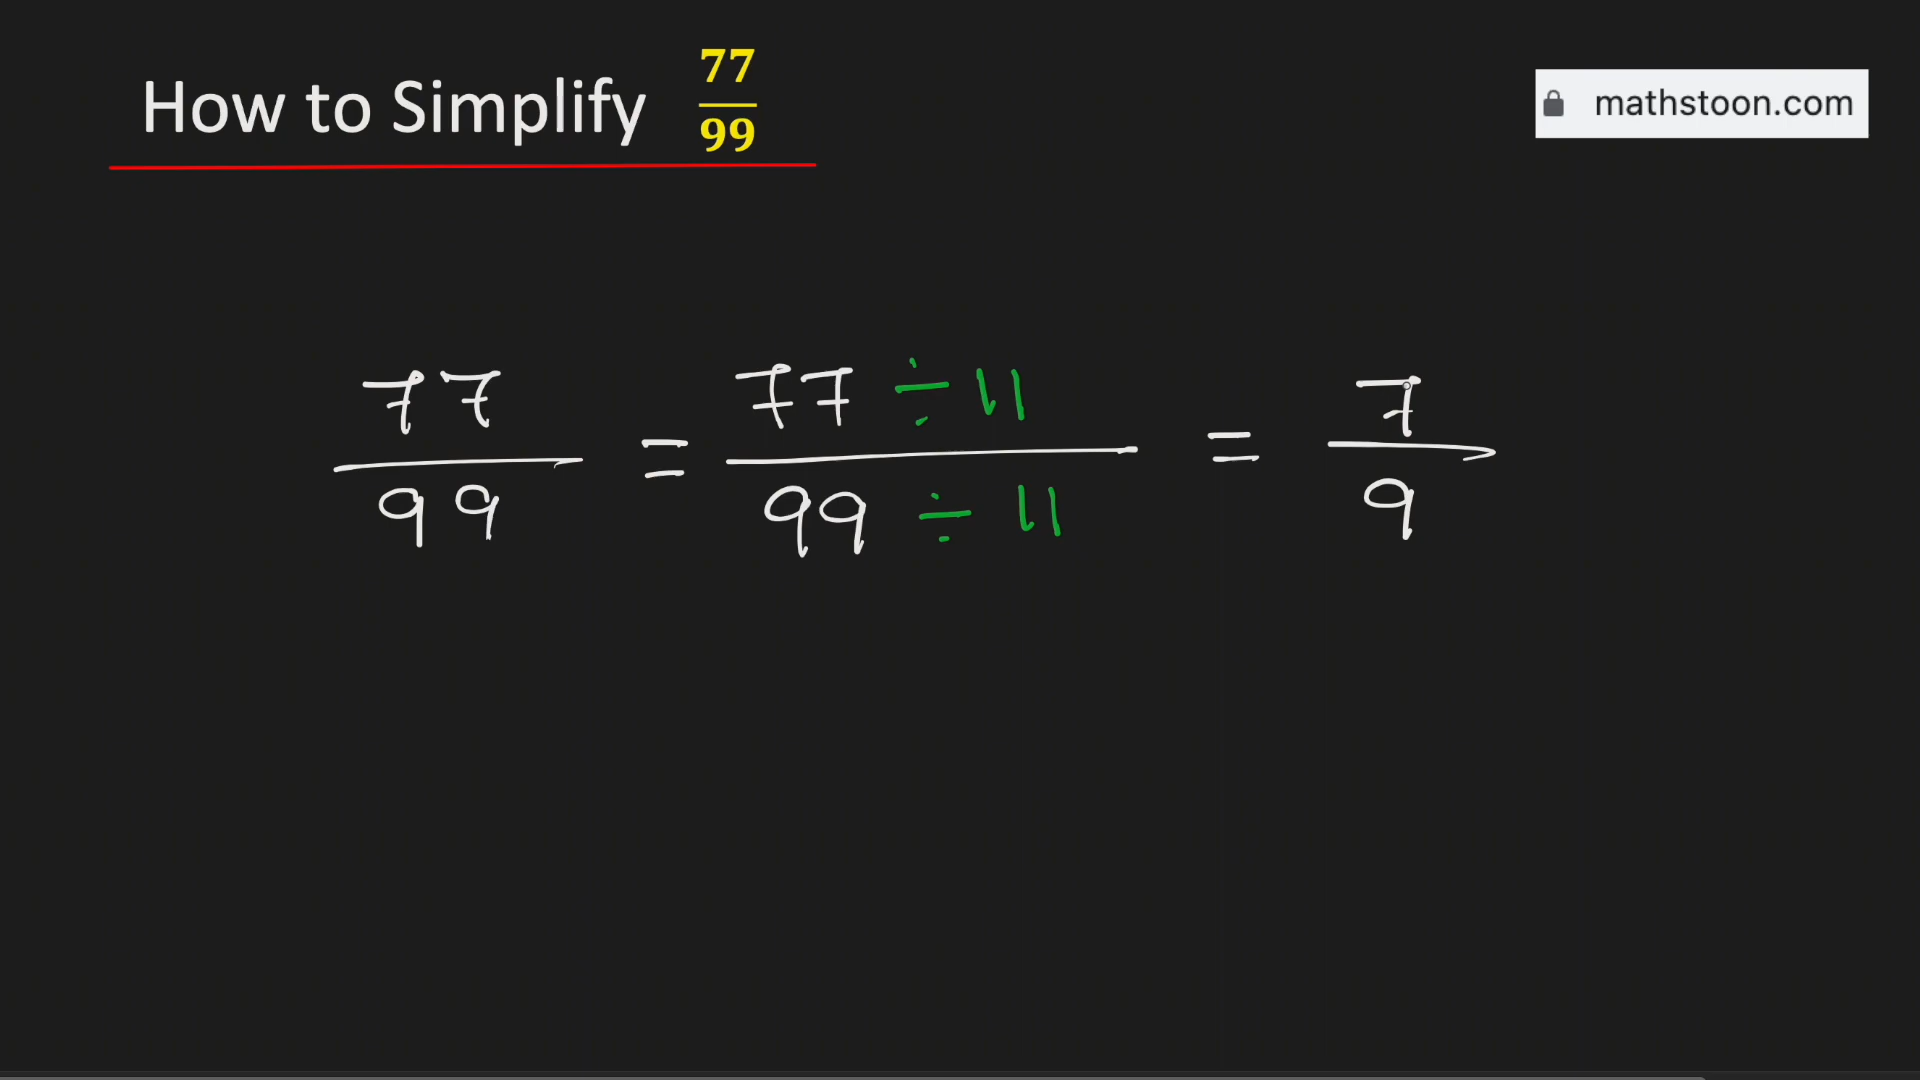 How to Simplify 77/99
mathstoon.com
77/99 = 77 ÷ 11/99 ÷ 11 = 7/9